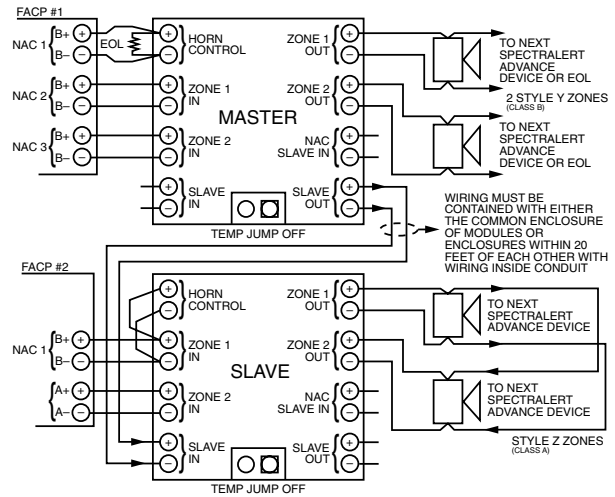 FACP #1
NAC 1 B+ + + HORN CONTROL
B– – EOL –
NAC 2 B+ + + ZONE 1 IN
B– – –
NAC 3 B+ + + ZONE 2 IN
B– – –
+ SLAVE IN
–
MASTER
ZONE 1 OUT + –
ZONE 2 OUT + –
NAC SLAVE IN + –
SLAVE OUT + –
TEMP JUMP OFF
TO NEXT SPECTRALERT ADVANCE DEVICE OR EOL
2 STYLE Y ZONES
(CLASS B)
TO NEXT SPECTRALERT ADVANCE DEVICE OR EOL
WIRING MUST BE
CONTAINED WITH EITHER
THE COMMON ENCLOSURE
OF MODULES OR
ENCLOSURES WITHIN 20
FEET OF EACH OTHER WITH
WIRING INSIDE CONDUIT
FACP #2
+ HORN CONTROL
–
NAC 1 B+ + + ZONE 1 IN
B– – –
A+ + + ZONE 2 IN
A– – –
+ SLAVE IN
–
SLAVE
ZONE 1 OUT + –
ZONE 2 OUT + –
NAC SLAVE IN + –
SLAVE OUT + –
TEMP JUMP OFF
TO NEXT SPECTRALERT ADVANCE DEVICE
TO NEXT SPECTRALERT ADVANCE DEVICE
STYLE Z ZONES
(CLASS A)